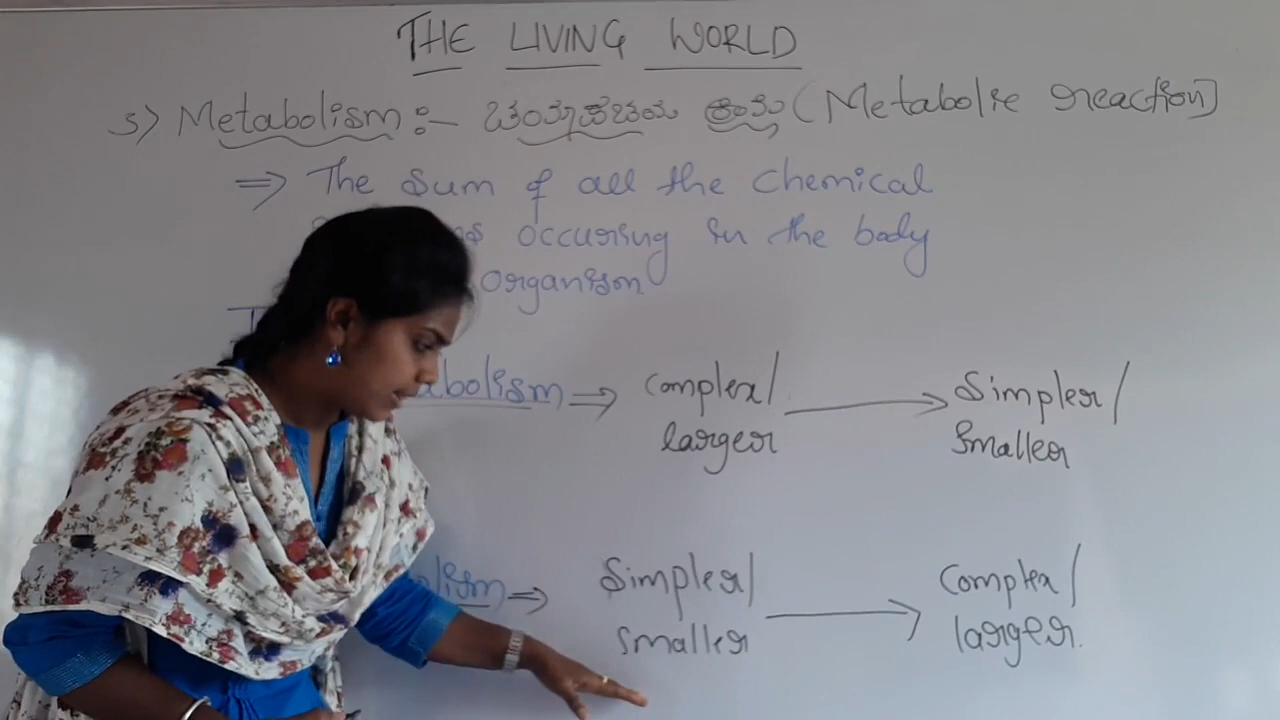 THE LIVING WORLD
5) Metabolism :- ಚಯಾಪಚಯ ಕ್ರಿಯೆ (Metabolic reaction)
=> The sum of all the chemical
occuring in the body
organism
abolism => Complex/
larger → Simpler/
smaller
lism => Simpler/
smaller → Complex/
larger.